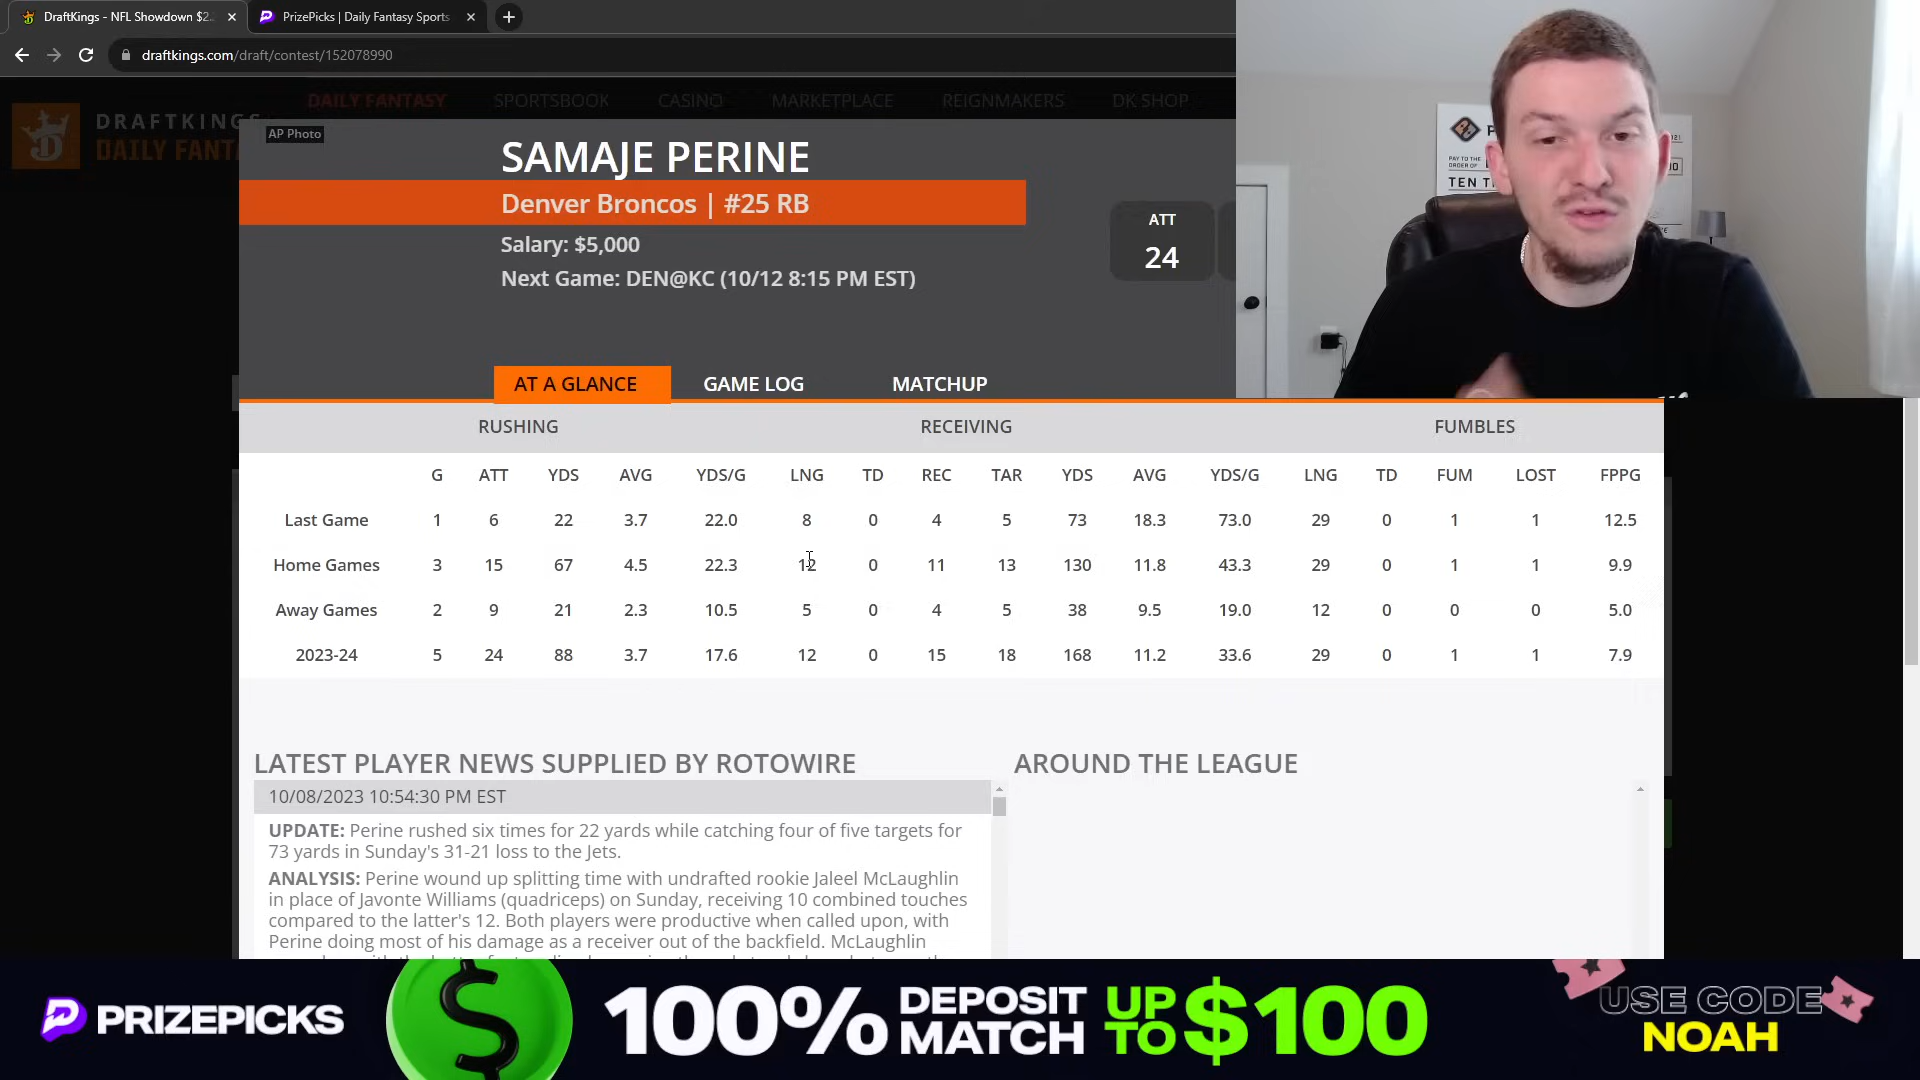 DraftKings - NFL Showdown $2.
PrizePicks | Daily Fantasy Sports
draftkings.com/draft/contest/152078990
DAILY FANTASY SPORTSBOOK CASINO MARKETPLACE REIGNMAKERS DK SHOP
DRAFTKINGS
DAILY FANT
AP Photo
SAMAJE PERINE
Denver Broncos | #25 RB
Salary: $5,000
Next Game: DEN@KC (10/12 8:15 PM EST)
ATT
24
PAY TO THE
ORDER OF
TEN
AT A GLANCE GAME LOG MATCHUP
RUSHING RECEIVING FUMBLES
G ATT YDS AVG YDS/G LNG TD REC TAR YDS AVG YDS/G LNG TD FUM LOST FPPG
Last Game 1 6 22 3.7 22.0 8 0 4 5 73 18.3 73.0 29 0 1 1 12.5
Home Games 3 15 67 4.5 22.3 12 0 11 13 130 11.8 43.3 29 0 1 1 9.9
Away Games 2 9 21 2.3 10.5 5 0 4 5 38 9.5 19.0 12 0 0 0 5.0
2023-24 5 24 88 3.7 17.6 12 0 15 18 168 11.2 33.6 29 0 1 1 7.9
LATEST PLAYER NEWS SUPPLIED BY ROTOWIRE
AROUND THE LEAGUE
10/08/2023 10:54:30 PM EST
UPDATE: Perine rushed six times for 22 yards while catching four of five targets for
73 yards in Sunday's 31-21 loss to the Jets.
ANALYSIS: Perine wound up splitting time with undrafted rookie Jaleel McLaughlin
in place of Javonte Williams (quadriceps) on Sunday, receiving 10 combined touches
compared to the latter's 12. Both players were productive when called upon, with
Perine doing most of his damage as a receiver out of the backfield. McLaughlin
PRIZEPICKS
100% DEPOSIT MATCH UP TO $100
USE CODE
NOAH